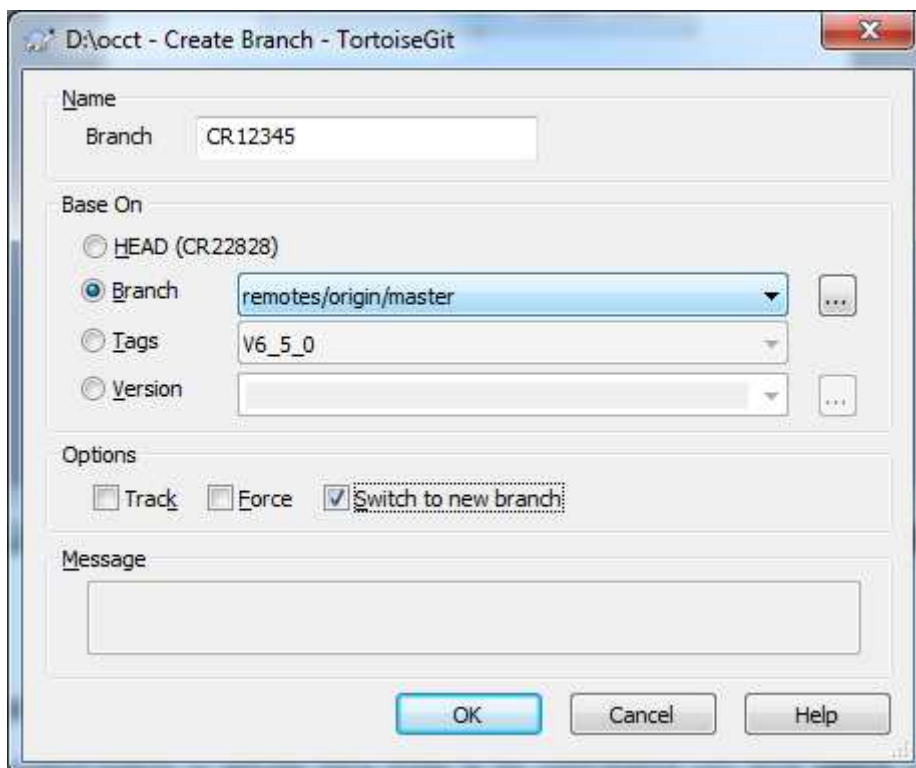 D:\occt - Create Branch - TortoiseGit
Name
Branch CR12345
Base On
HEAD (CR22828)
Branch remotes/origin/master ...
Tags V6_5_0
Version ...
Options
Track Force Switch to new branch
Message
OK Cancel Help